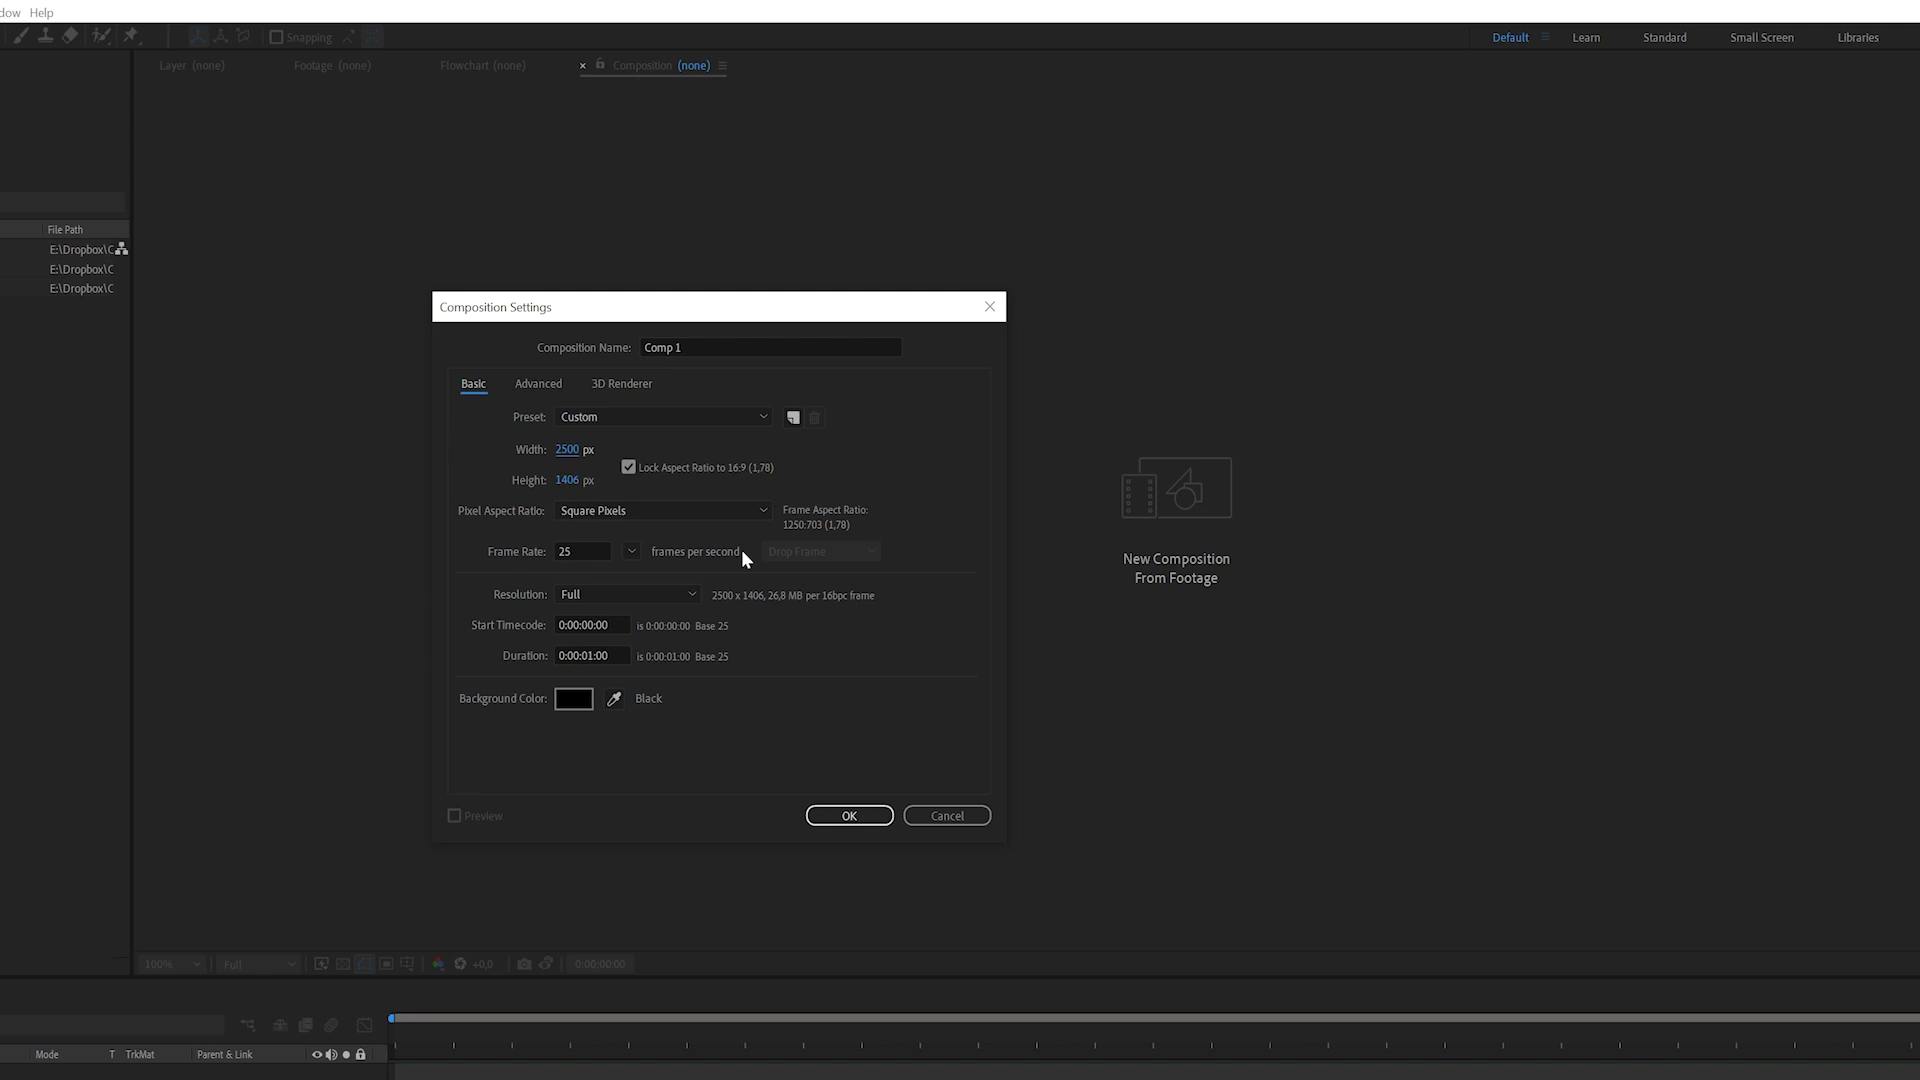 dow Help
Snapping
Default
Learn
Standard
Small Screen
Libraries
Layer (none)
Footage (none)
Flowchart (none)
× Composition (none)
File Path
E:\Dropbox\C
E:\Dropbox\C
E:\Dropbox\C
Composition Settings
Composition Name: Comp 1
Basic
Advanced
3D Renderer
Preset: Custom
Width: 2500 px
Lock Aspect Ratio to 16:9 (1,78)
Height: 1406 px
Pixel Aspect Ratio: Square Pixels
Frame Aspect Ratio:
1250:703 (1,78)
Frame Rate: 25 frames per second Drop Frame
Resolution: Full 2500 x 1406, 26,8 MB per 16bpc frame
Start Timecode: 0:00:00:00 is 0:00:00:00 Base 25
Duration: 0:00:01:00 is 0:00:01:00 Base 25
Background Color: Black
Preview
OK
Cancel
New Composition
From Footage
100%
Full
+0,0
0:00:00:00
Mode
T TrkMat
Parent & Link